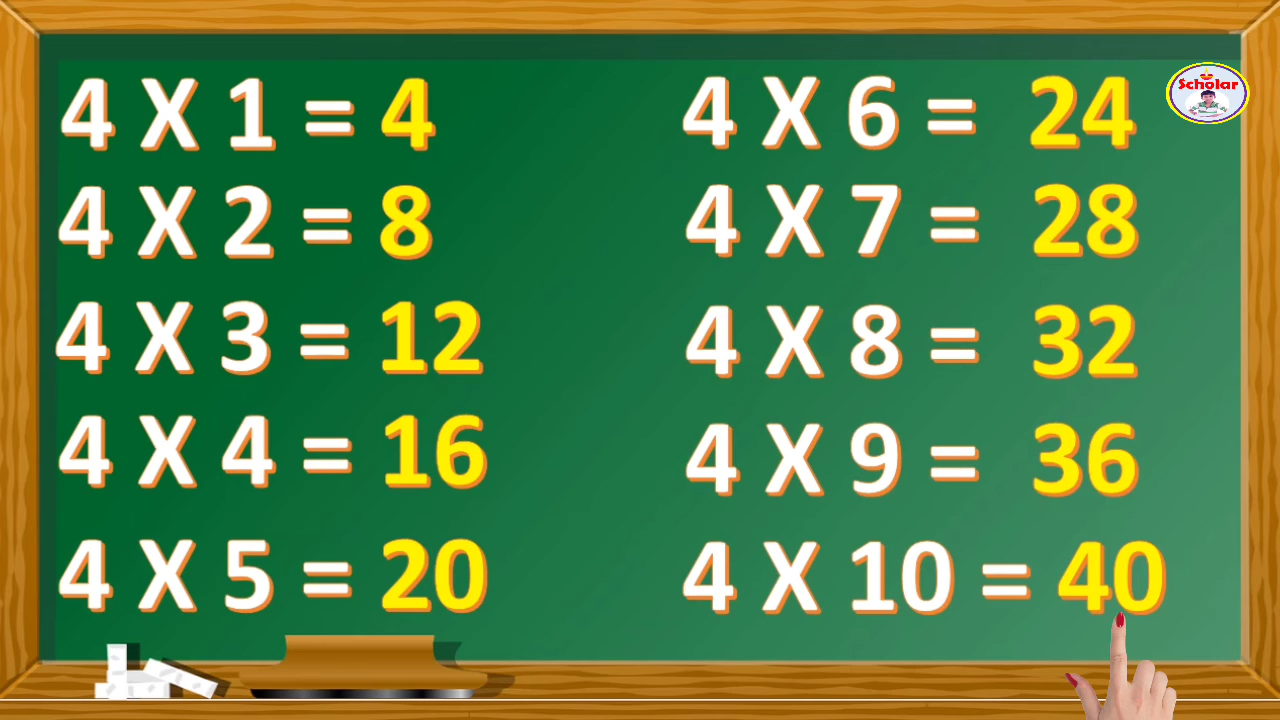 4 X 1 = 4
4 X 2 = 8
4 X 3 = 12
4 X 4 = 16
4 X 5 = 20
4 X 6 = 24
4 X 7 = 28
4 X 8 = 32
4 X 9 = 36
4 X 10 = 40
Scholar